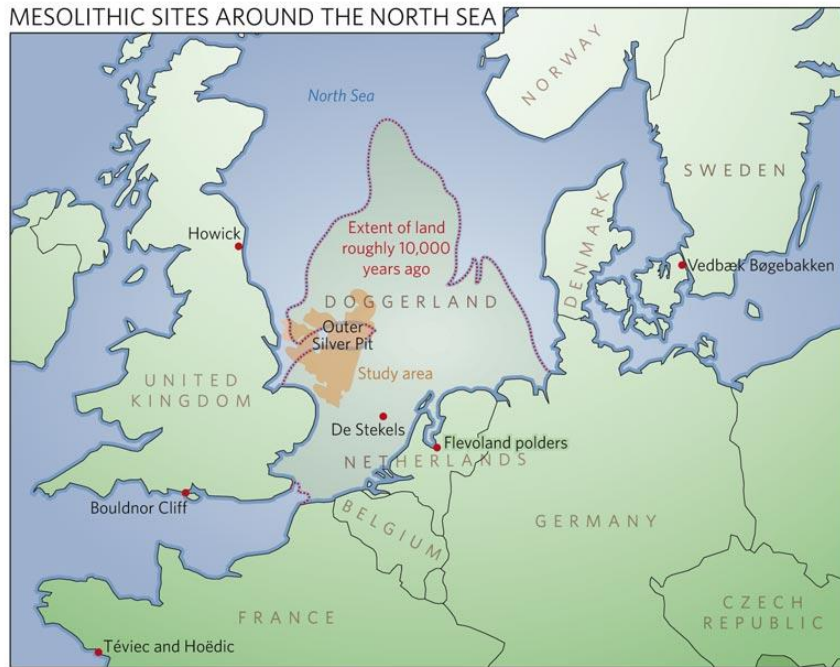 MESOLITHIC SITES AROUND THE NORTH SEA
NORWAY
North Sea
SWEDEN
Howick
Extent of land
roughly 10,000
years ago
DENMARK
Vedbæk Bøgebakken
DOGGERLAND
Outer
Silver Pit
Study area
UNITED
KINGDOM
De Stekels
Flevoland polders
NETHERLANDS
Bouldnor Cliff
BELGIUM
GERMANY
FRANCE
CZECH
REPUBLIC
Téviec and Hoëdic